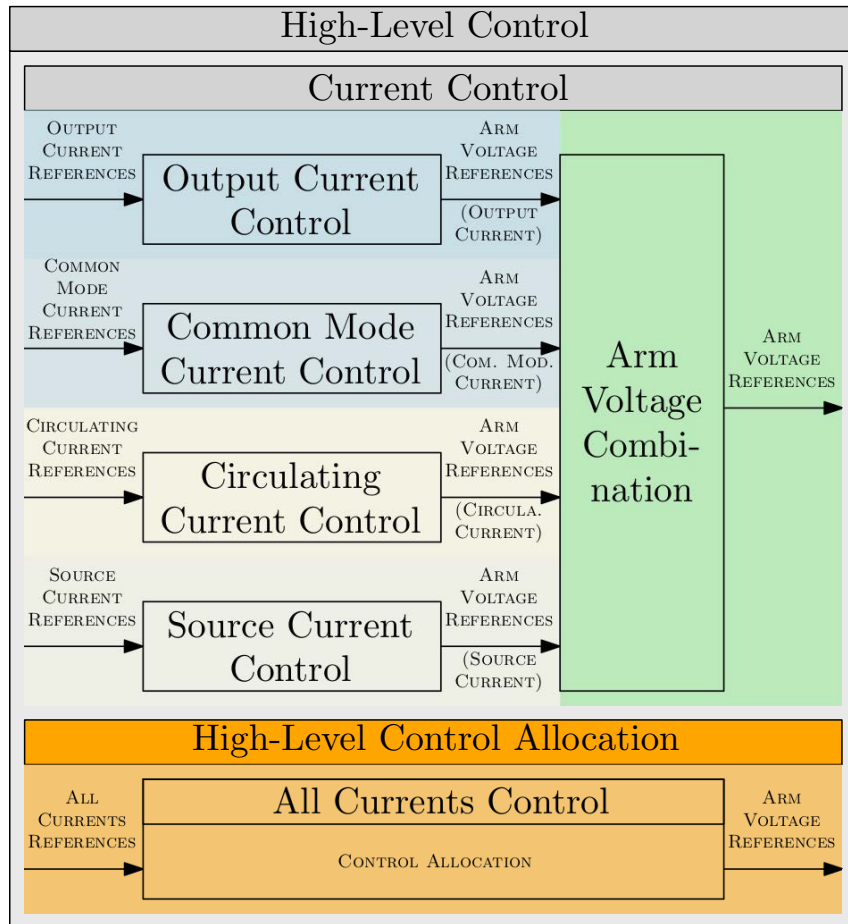 High-Level Control
Current Control
Output
Current
References
Output Current
Control
Arm
Voltage
References
(Output
Current)
Common
Mode
Current
References
Common Mode
Current Control
Arm
Voltage
References
(Com. Mod.
Current)
Circulating
Current
References
Circulating
Current Control
Arm
Voltage
References
(Circula.
Current)
Source
Current
References
Source Current
Control
Arm
Voltage
References
(Source
Current)
Arm
Voltage
Combi-
nation
Arm
Voltage
References
High-Level Control Allocation
All
Currents
References
All Currents Control
Control Allocation
Arm
Voltage
References